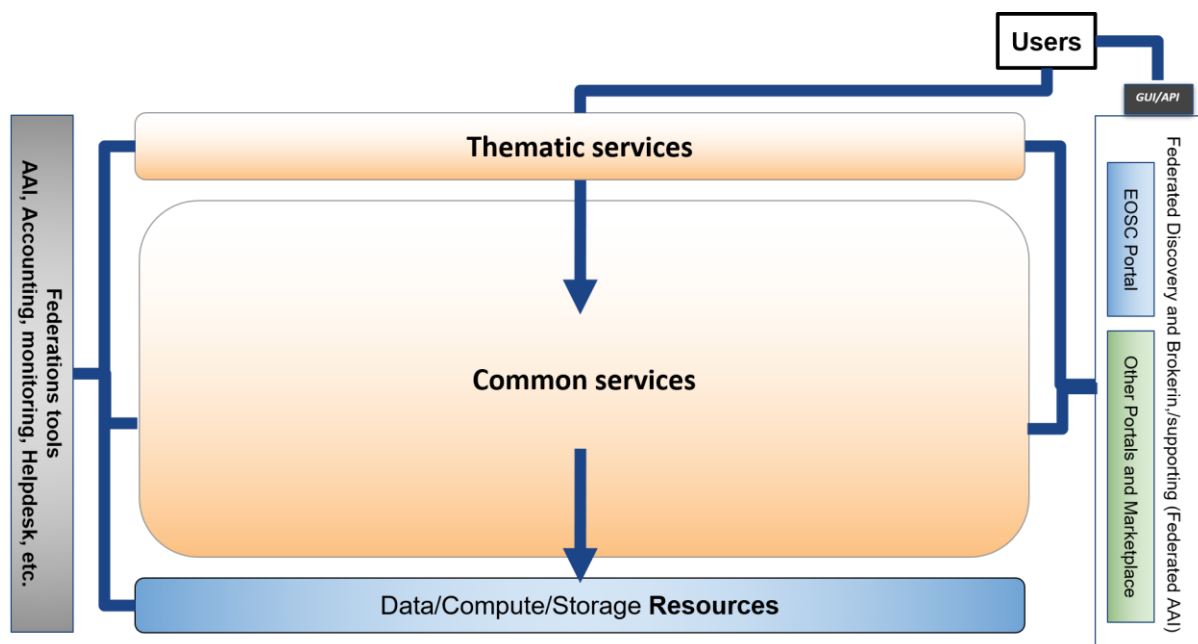 Users
GUI/API
Thematic services
Common services
Data/Compute/Storage Resources
Federations tools
AAI, Accounting, monitoring, Helpdesk, etc.
Federated Discovery and Brokerin,/supporting (Federated AAI)
EOSC Portal
Other Portals and Marketplace